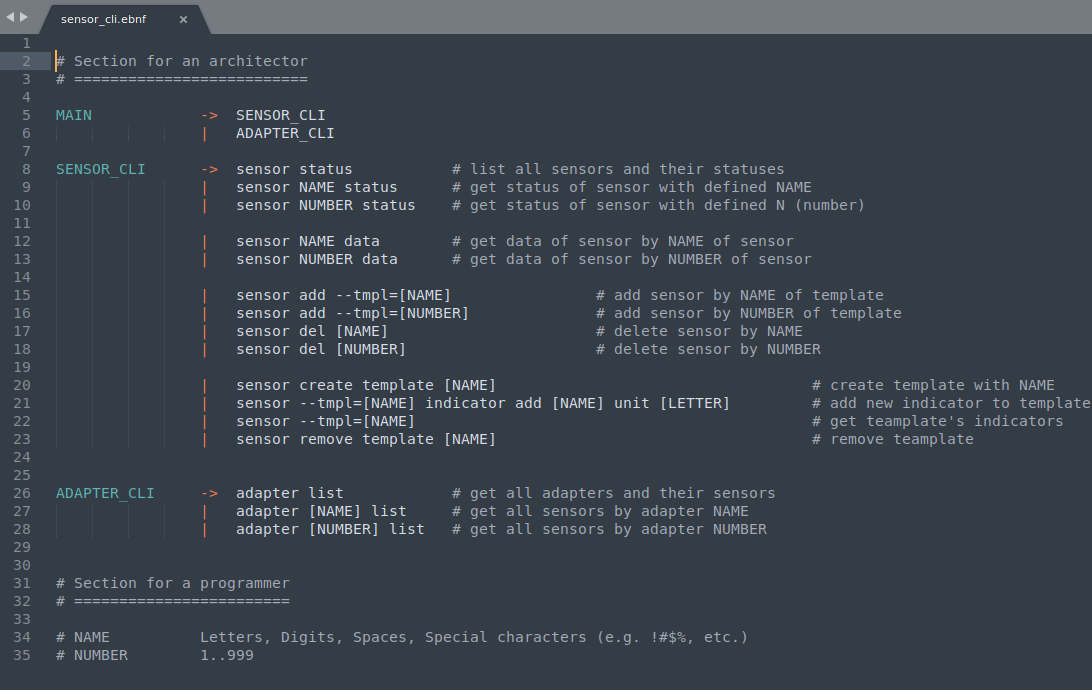 sensor_cli.ebnf ×
1
2 # Section for an architector
3 # ==========================
4
5 MAIN -> SENSOR_CLI
6 | ADAPTER_CLI
7
8 SENSOR_CLI -> sensor status # list all sensors and their statuses
9 | sensor NAME status # get status of sensor with defined NAME
10 | sensor NUMBER status # get status of sensor with defined N (number)
11
12 | sensor NAME data # get data of sensor by NAME of sensor
13 | sensor NUMBER data # get data of sensor by NUMBER of sensor
14
15 | sensor add --tmpl=[NAME] # add sensor by NAME of template
16 | sensor add --tmpl=[NUMBER] # add sensor by NUMBER of template
17 | sensor del [NAME] # delete sensor by NAME
18 | sensor del [NUMBER] # delete sensor by NUMBER
19
20 | sensor create template [NAME] # create template with NAME
21 | sensor --tmpl=[NAME] indicator add [NAME] unit [LETTER] # add new indicator to template
22 | sensor --tmpl=[NAME] # get teamplate's indicators
23 | sensor remove template [NAME] # remove teamplate
24
25
26 ADAPTER_CLI -> adapter list # get all adapters and their sensors
27 | adapter [NAME] list # get all sensors by adapter NAME
28 | adapter [NUMBER] list # get all sensors by adapter NUMBER
29
30
31 # Section for a programmer
32 # ========================
33
34 # NAME Letters, Digits, Spaces, Special characters (e.g. !#$%, etc.)
35 # NUMBER 1..999